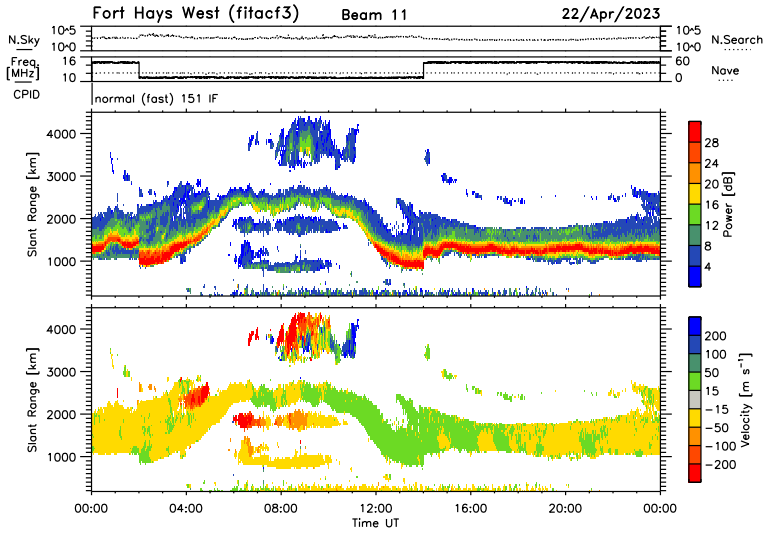 Fort Hays West (fitacf3) Beam 11 22/Apr/2023
N.Sky 10^5 10^0 10^5 10^0 N.Search
Freq. [MHz] 16 10 60 0 Nave
CPID normal (fast) 151 IF
Slant Range [km] 4000 3000 2000 1000
28 24 20 16 12 8 4 Power [dB]
Slant Range [km] 4000 3000 2000 1000
200 100 50 15 -15 -50 -100 -200 Velocity [m s^-1]
00:00 04:00 08:00 12:00 16:00 20:00 00:00
Time UT